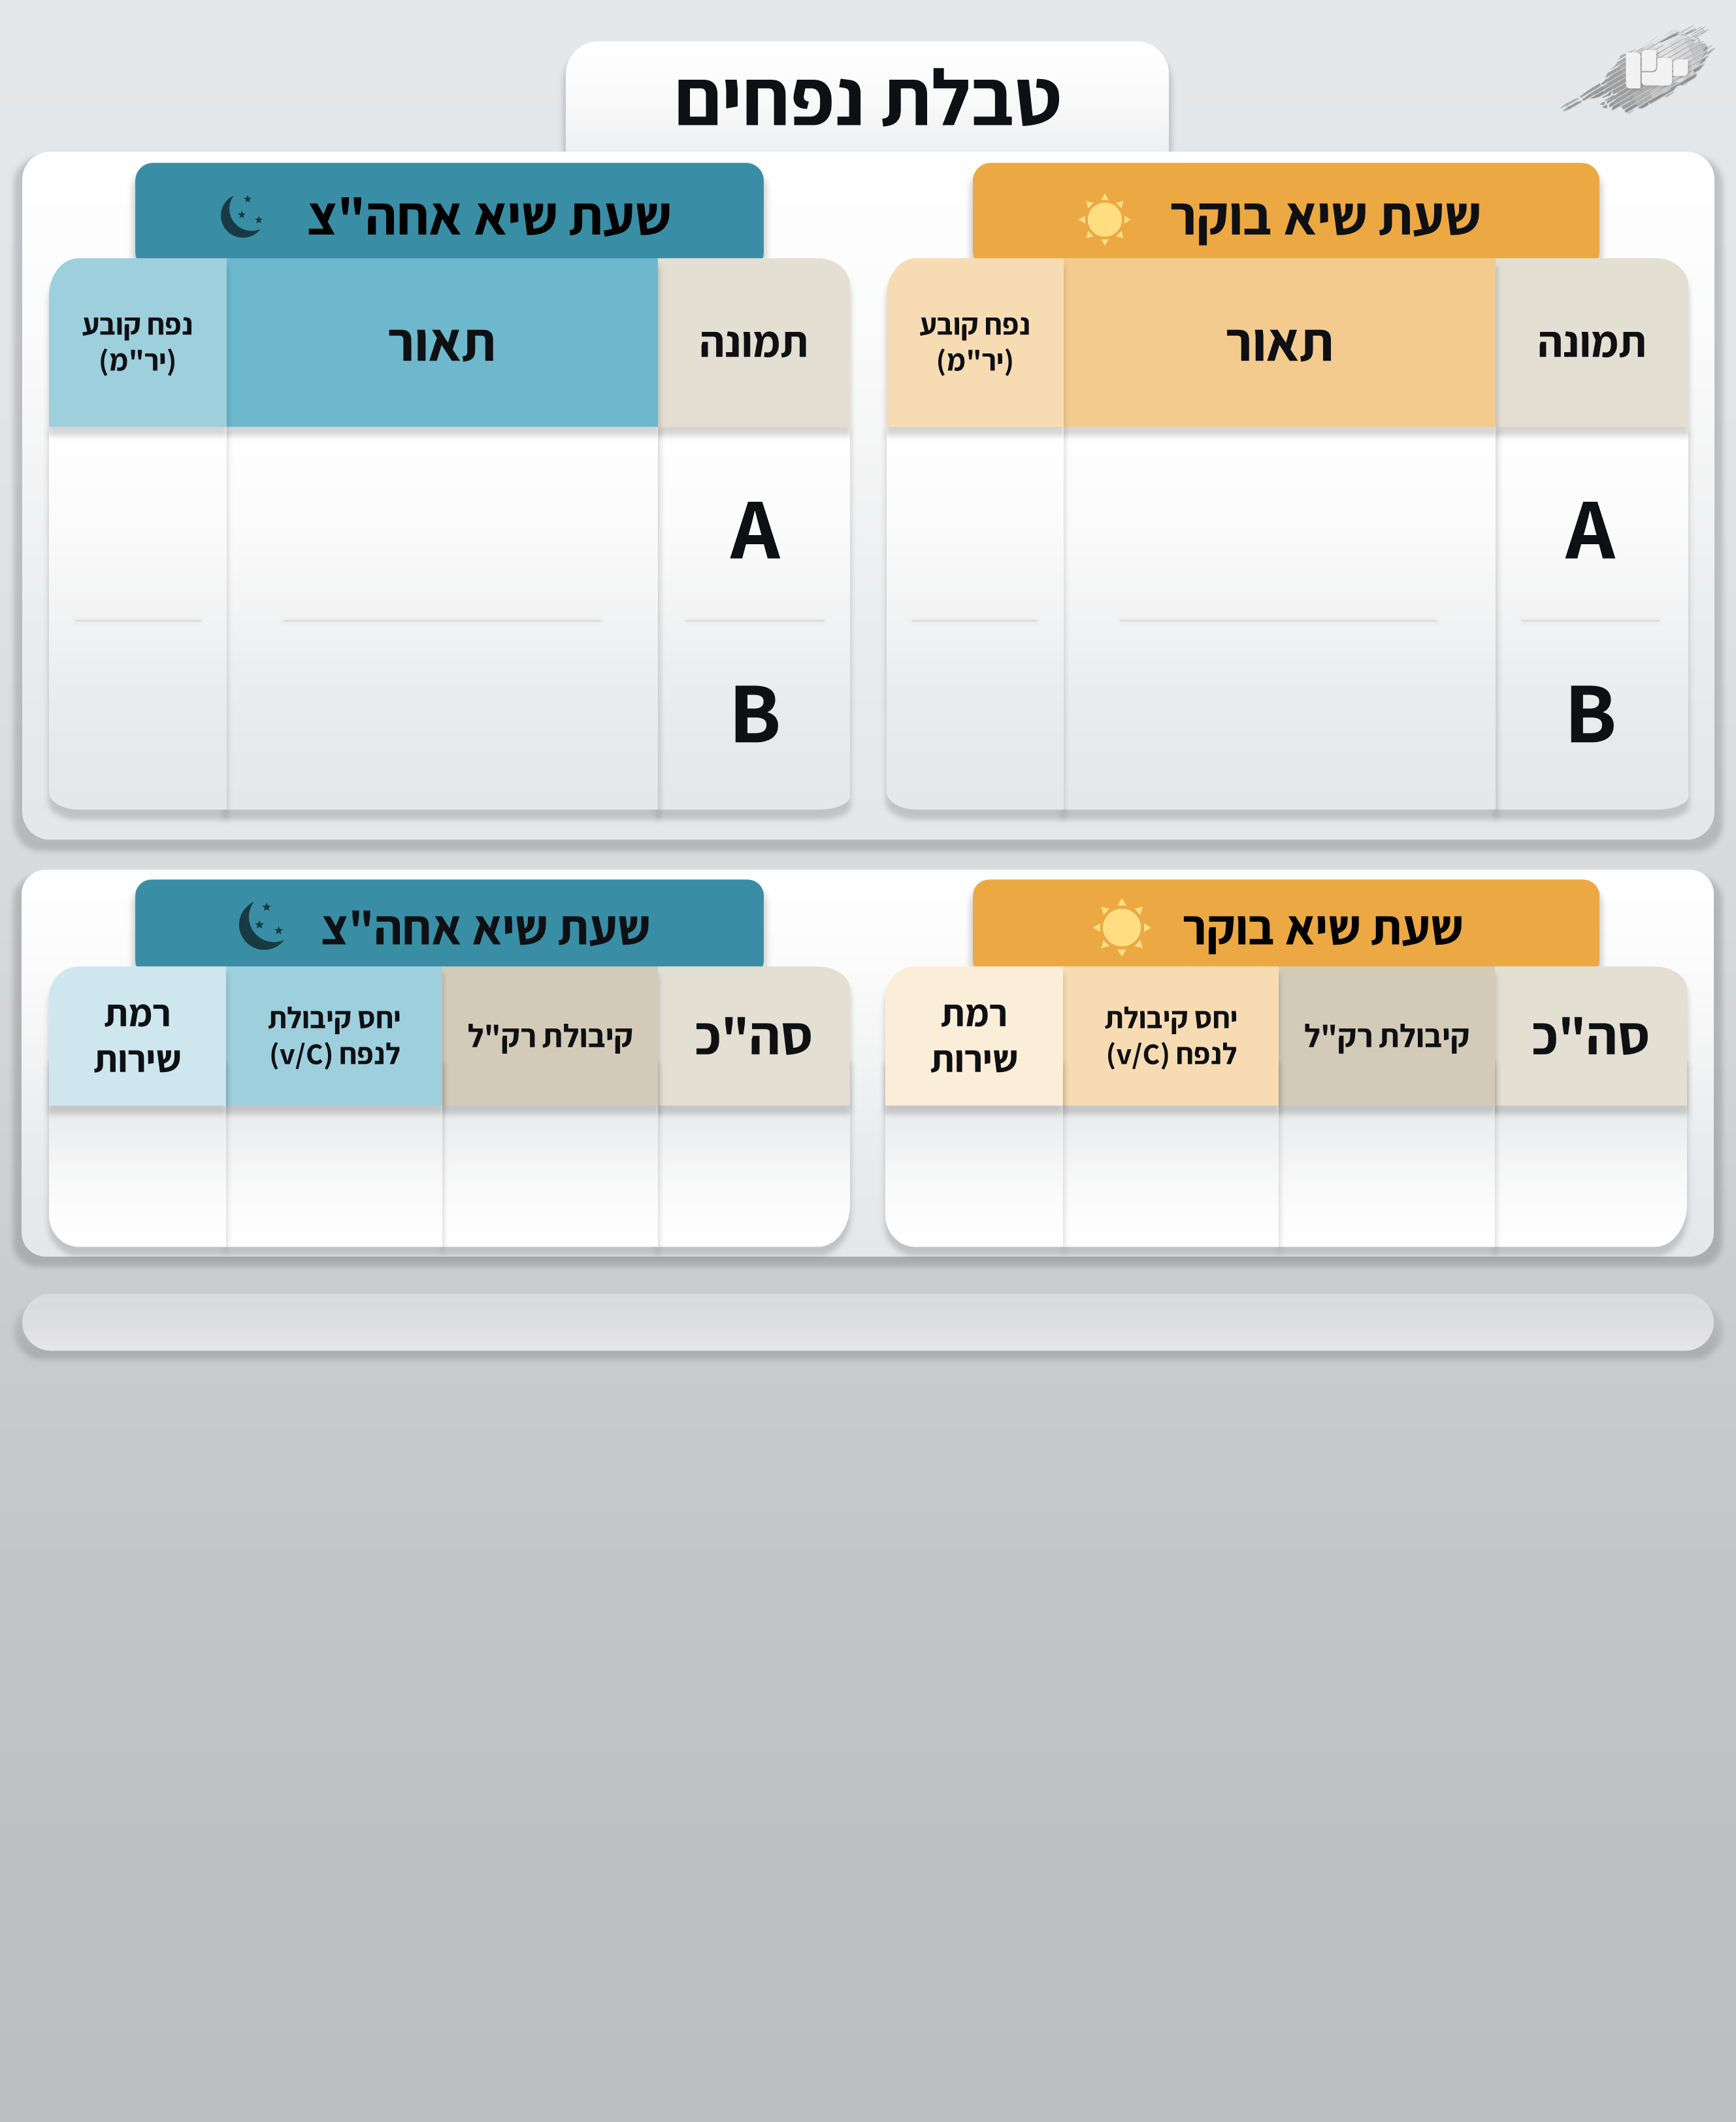 טבלת נפחים
שעת שיא בוקר
תמונה
תאור
נפח קובע
(יר"מ)
A
B
שעת שיא אחה"צ
תמונה
תאור
נפח קובע
(יר"מ)
A
B
שעת שיא בוקר
סה"כ
קיבולת רק"ל
יחס קיבולת
לנפח (v/C)
רמת
שירות
שעת שיא אחה"צ
סה"כ
קיבולת רק"ל
יחס קיבולת
לנפח (v/C)
רמת
שירות